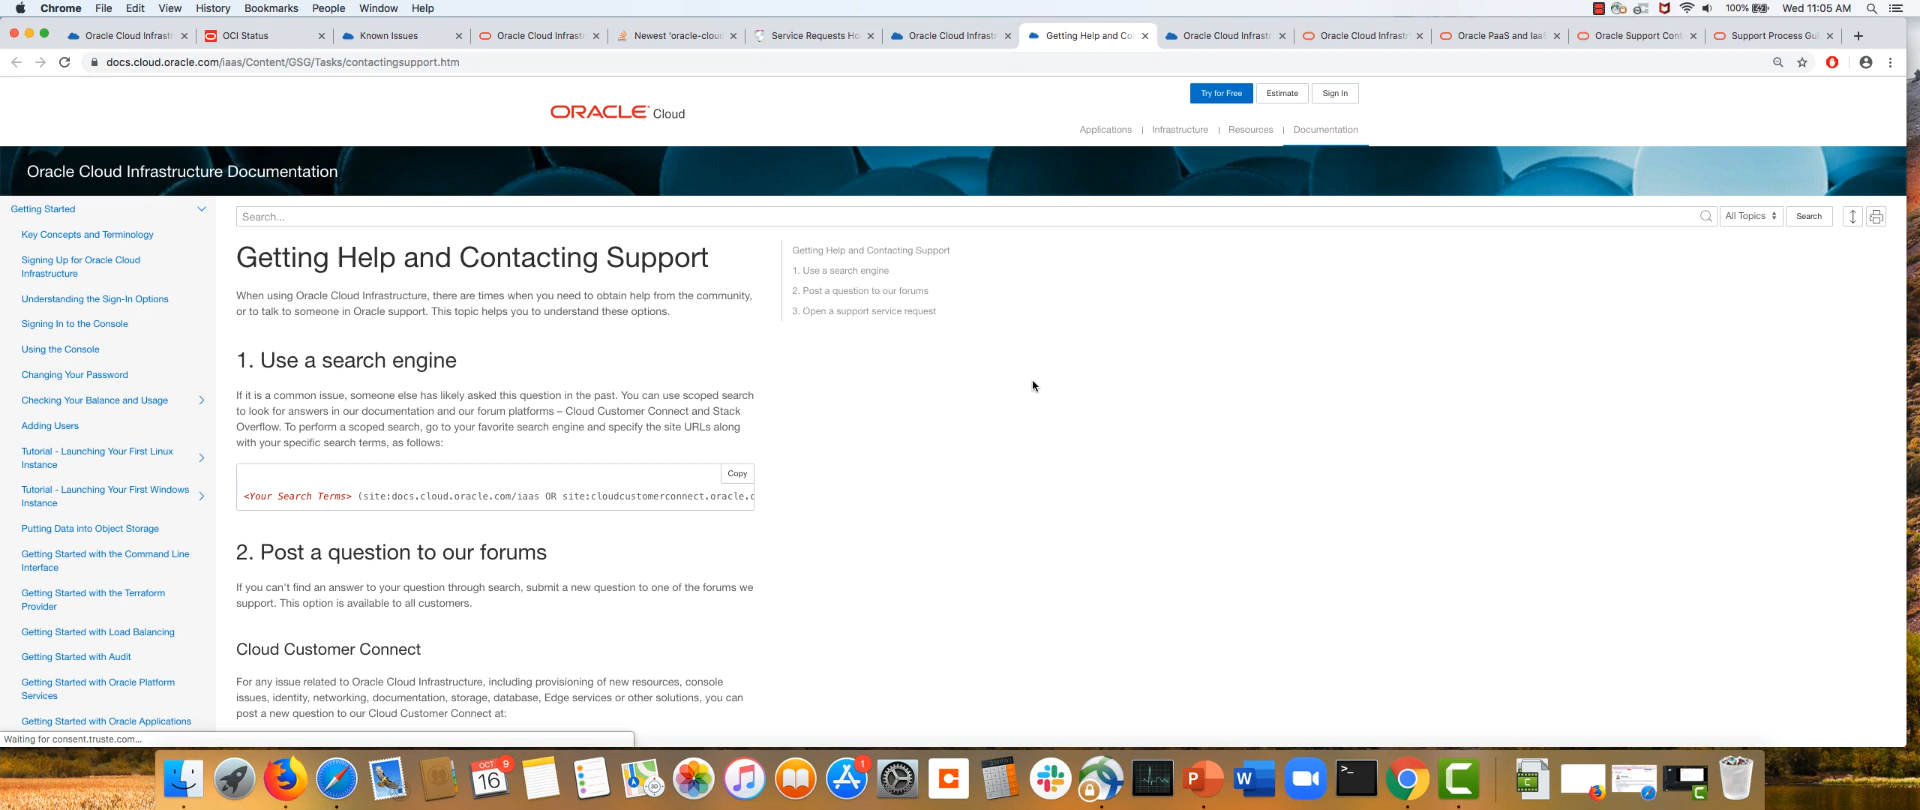 Chrome File Edit View History Bookmarks People Window Help 100% Wed 11:05 AM
Oracle Cloud Infrast OCI Status Known Issues Oracle Cloud Infrast Newest 'oracle-cloud Service Requests Ho Oracle Cloud Infrast Getting Help and Co Oracle Cloud Infrast Oracle Cloud Infrast Oracle PaaS and IaaS Oracle Support Cont Support Process Gui
docs.cloud.oracle.com/iaas/Content/GSG/Tasks/contactingsupport.htm
Try for Free Estimate Sign In
ORACLE Cloud
Applications | Infrastructure | Resources | Documentation
Oracle Cloud Infrastructure Documentation
Getting Started
Key Concepts and Terminology
Signing Up for Oracle Cloud
Infrastructure
Understanding the Sign-In Options
Signing In to the Console
Using the Console
Changing Your Password
Checking Your Balance and Usage
Adding Users
Tutorial - Launching Your First Linux
Instance
Tutorial - Launching Your First Windows
Instance
Putting Data into Object Storage
Getting Started with the Command Line
Interface
Getting Started with the Terraform
Provider
Getting Started with Load Balancing
Getting Started with Audit
Getting Started with Oracle Platform
Services
Getting Started with Oracle Applications
Search... All Topics Search
Getting Help and Contacting Support
When using Oracle Cloud Infrastructure, there are times when you need to obtain help from the community,
or to talk to someone in Oracle support. This topic helps you to understand these options.
1. Use a search engine
If it is a common issue, someone else has likely asked this question in the past. You can use scoped search
to look for answers in our documentation and our forum platforms – Cloud Customer Connect and Stack
Overflow. To perform a scoped search, go to your favorite search engine and specify the site URLs along
with your specific search terms, as follows:
Copy
<Your Search Terms> (site:docs.cloud.oracle.com/iaas OR site:cloudcustomerconnect.oracle.c
2. Post a question to our forums
If you can't find an answer to your question through search, submit a new question to one of the forums we
support. This option is available to all customers.
Cloud Customer Connect
For any issue related to Oracle Cloud Infrastructure, including provisioning of new resources, console
issues, identity, networking, documentation, storage, database, Edge services or other solutions, you can
post a new question to our Cloud Customer Connect at:
Getting Help and Contacting Support
1. Use a search engine
2. Post a question to our forums
3. Open a support service request
Waiting for consent.truste.com...
OCT 9
16
1